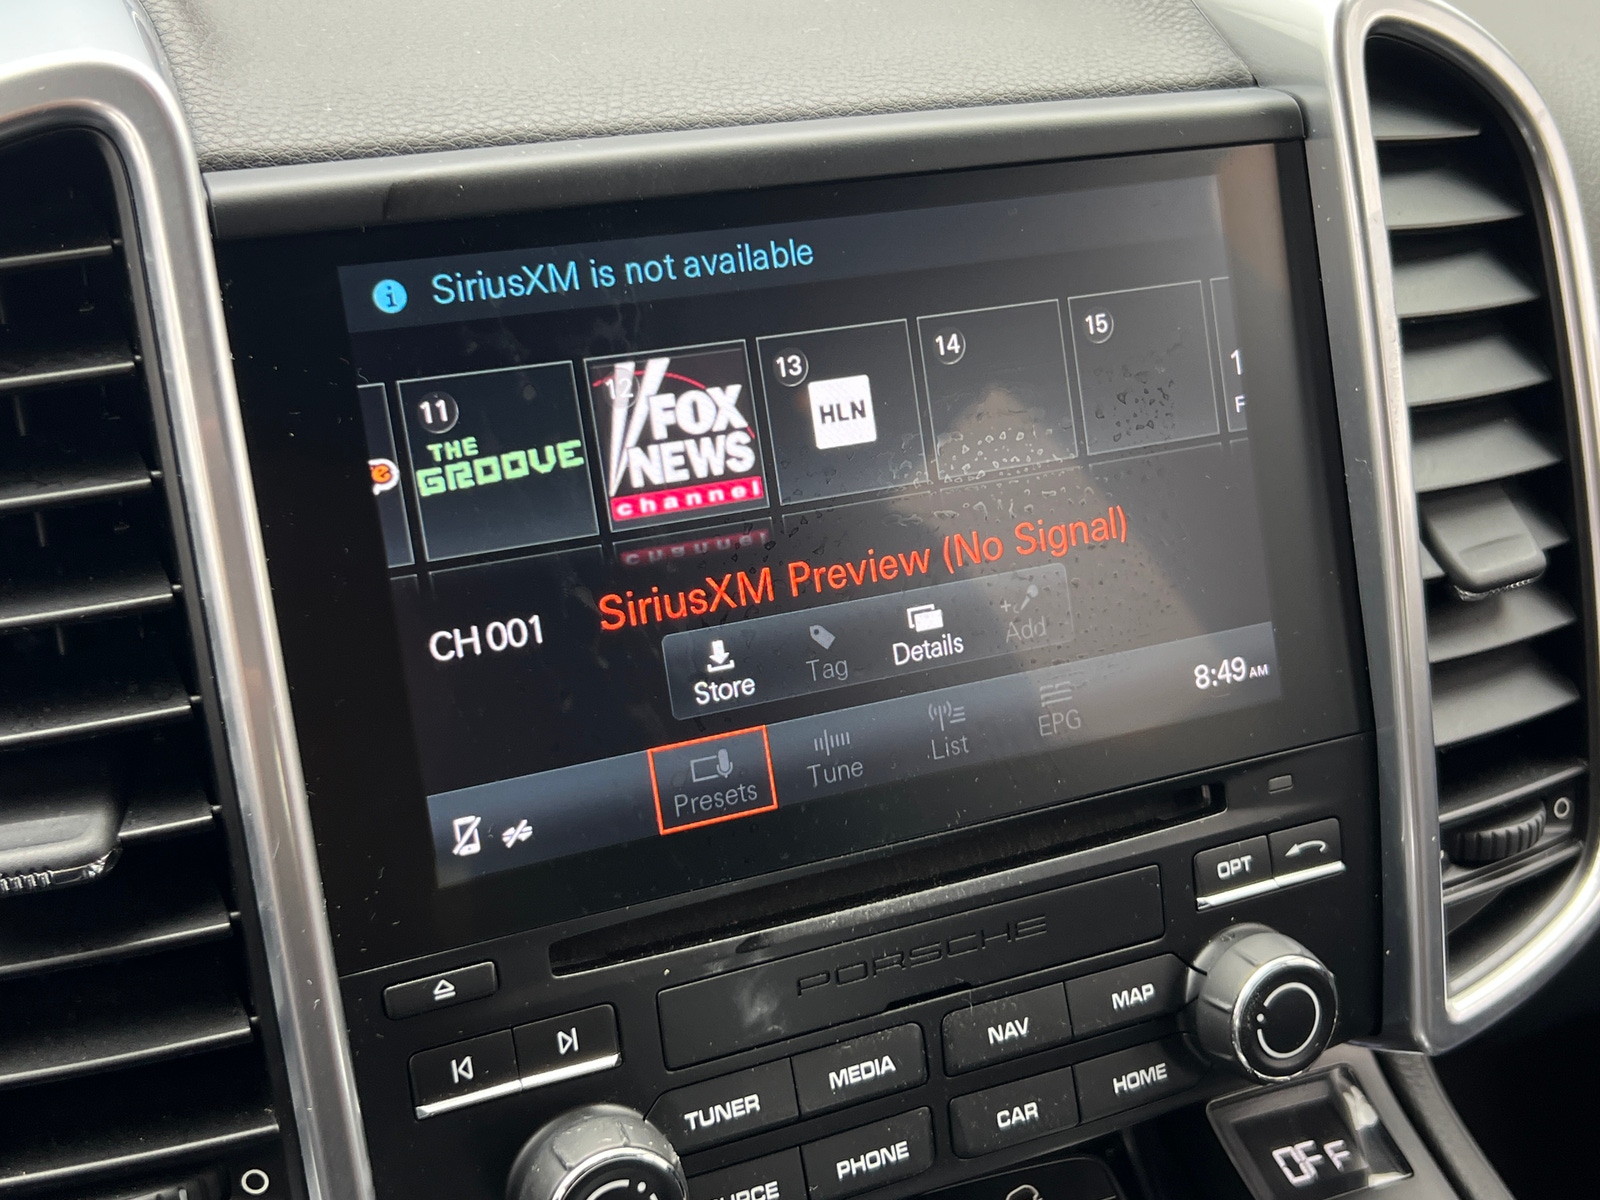 SiriusXM is not available
11
THE
GROOVE
12
FOX
NEWS
channel
13
HLN
14
15
SiriusXM Preview (No Signal)
CH 001
Store
Tag
Details
Add
8:49 AM
Presets
Tune
List
EPG
OPT
PORSCHE
NAV
MAP
TUNER
MEDIA
CAR
HOME
PHONE
OFF